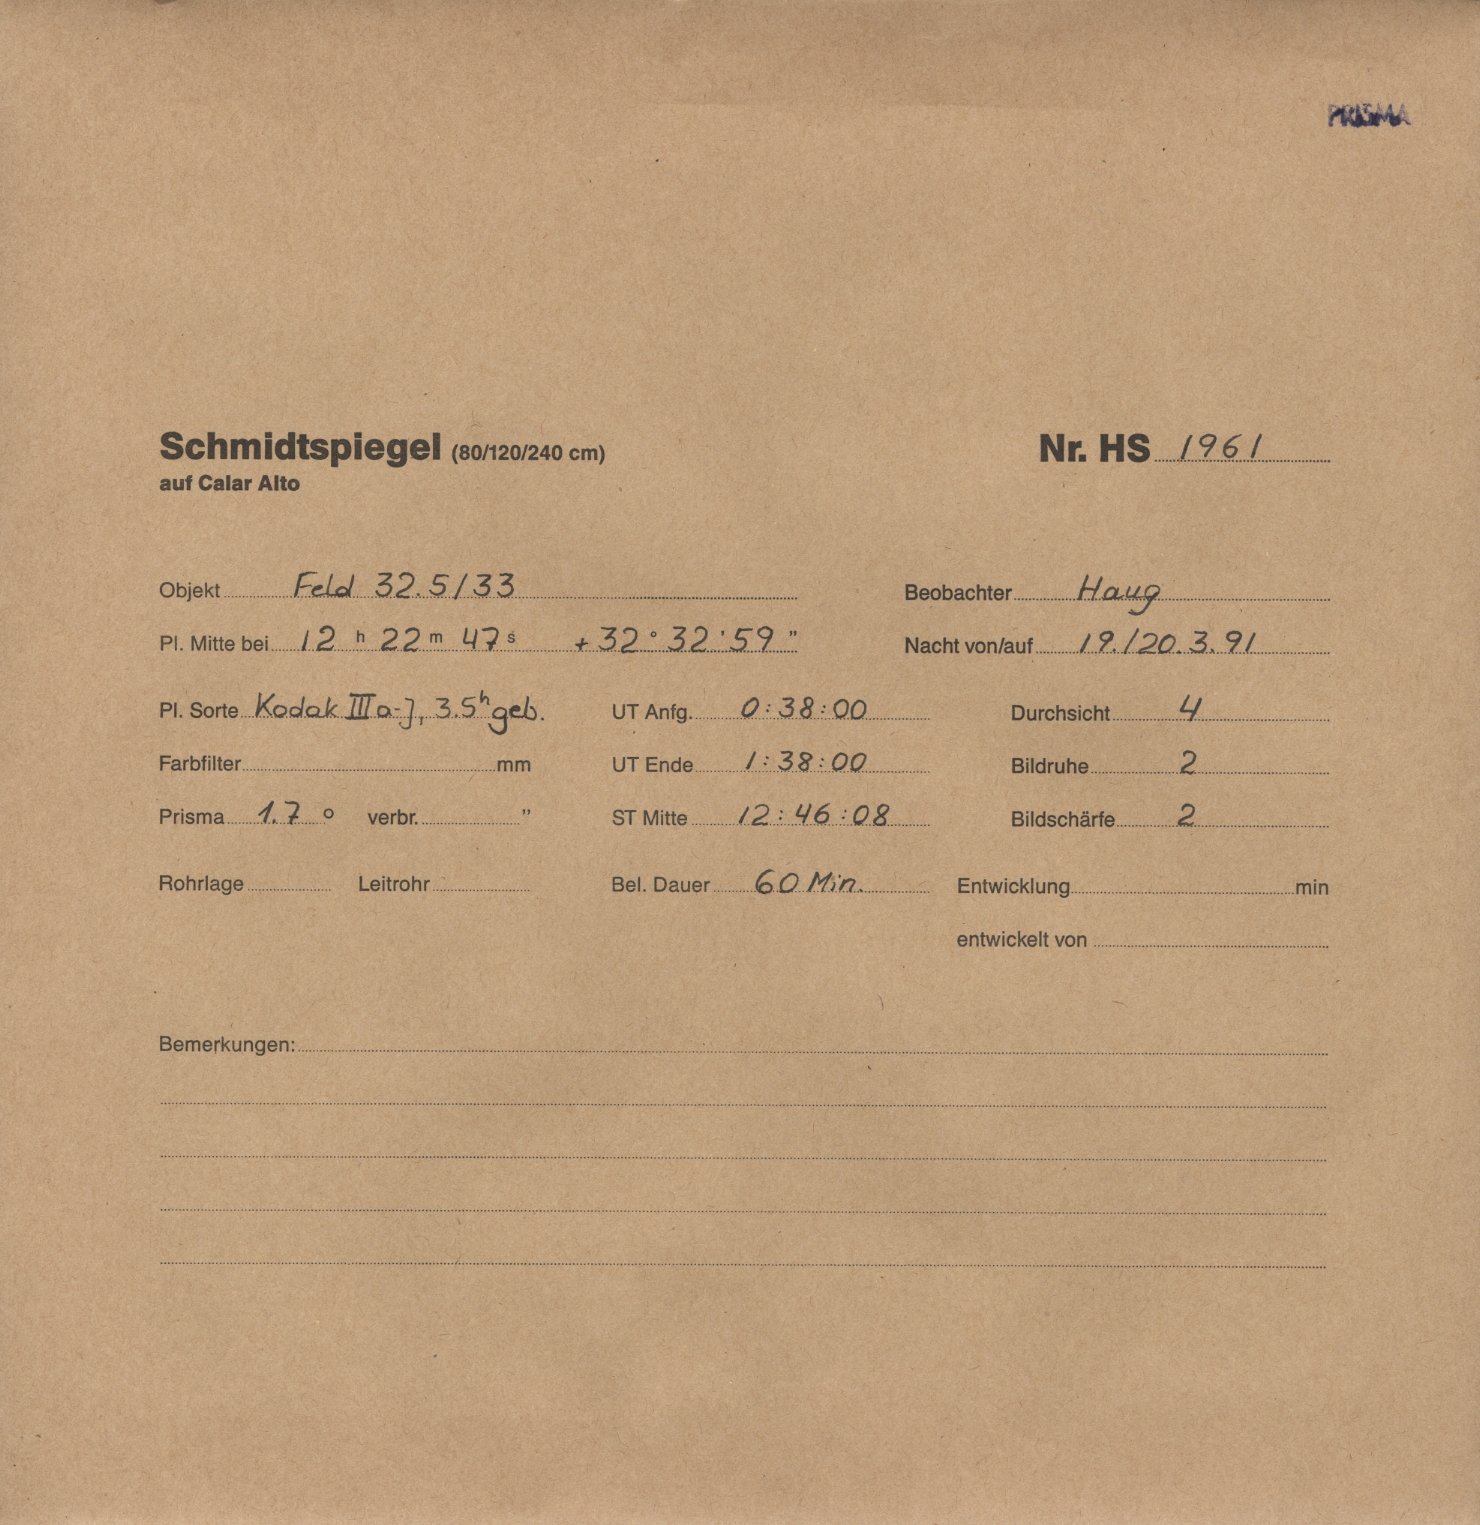 PRISMA
Schmidtspiegel (80/120/240 cm) Nr. HS 1961
auf Calar Alto
Objekt Feld 32.5/33 Beobachter Haug
Pl. Mitte bei 12 h 22 m 47 s +32° 32' 59 " Nacht von/auf 19./20.3.91
Pl. Sorte Kodak IIIa-J, 3.5h geb. UT Anfg. 0:38:00 Durchsicht 4
Farbfilter mm UT Ende 1:38:00 Bildruhe 2
Prisma 1.7 ° verbr. " ST Mitte 12:46:08 Bildschärfe 2
Rohrlage Leitrohr Bel. Dauer 60 Min. Entwicklung min
entwickelt von
Bemerkungen: